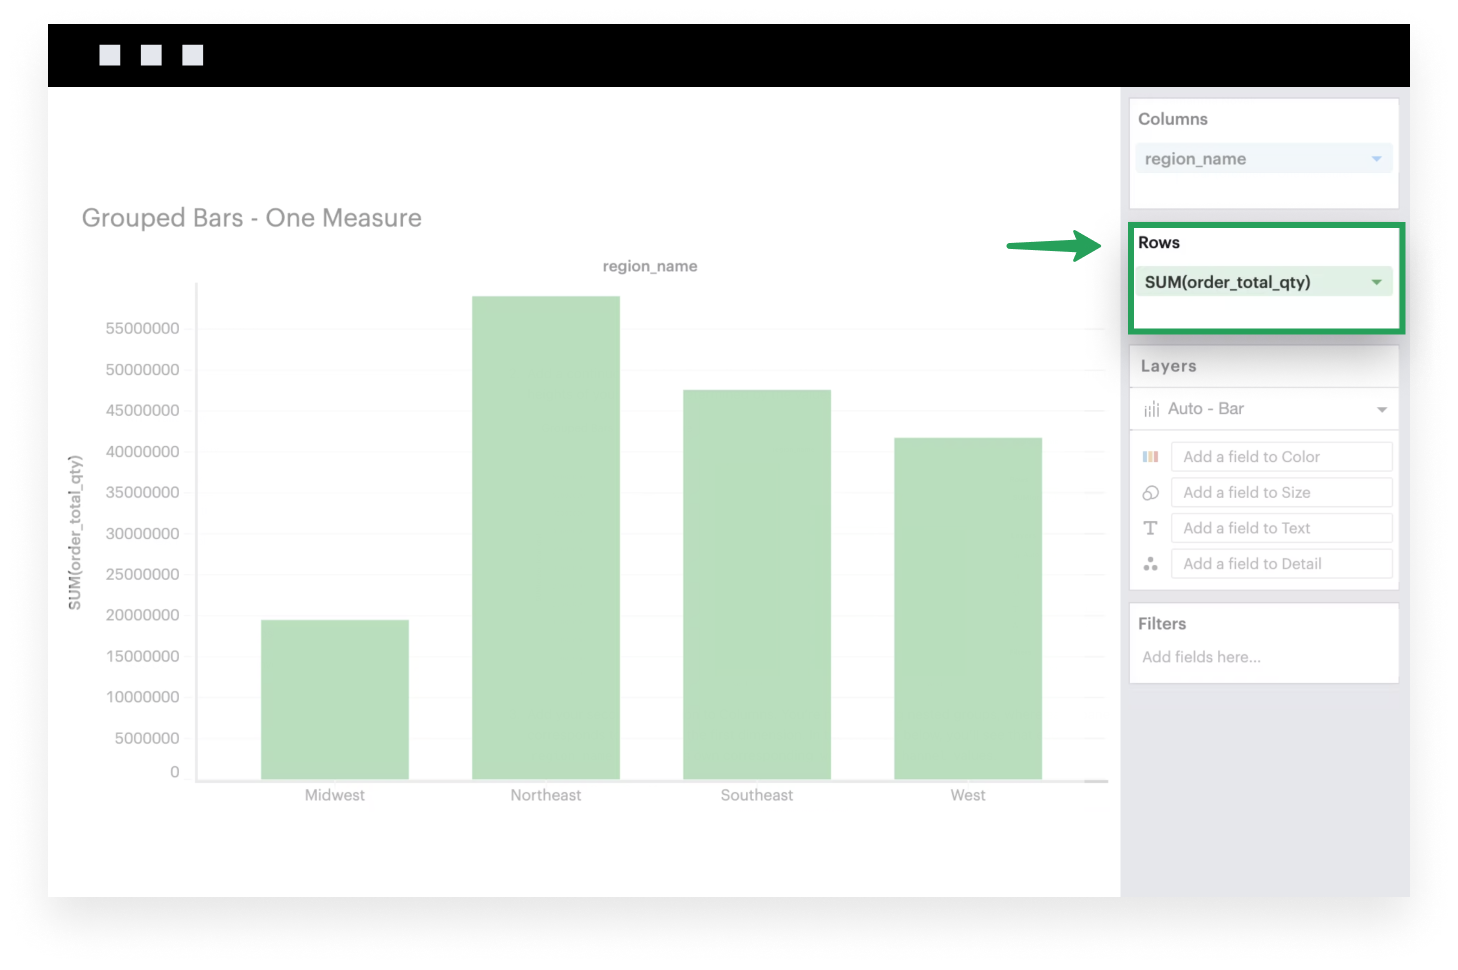 Grouped Bars - One Measure
region_name
SUM(order_total_qty)
55000000
50000000
45000000
40000000
35000000
30000000
25000000
20000000
15000000
10000000
5000000
0
Midwest Northeast Southeast West
Columns
region_name
Rows
SUM(order_total_qty)
Layers
Auto - Bar
Add a field to Color
Add a field to Size
T Add a field to Text
Add a field to Detail
Filters
Add fields here...